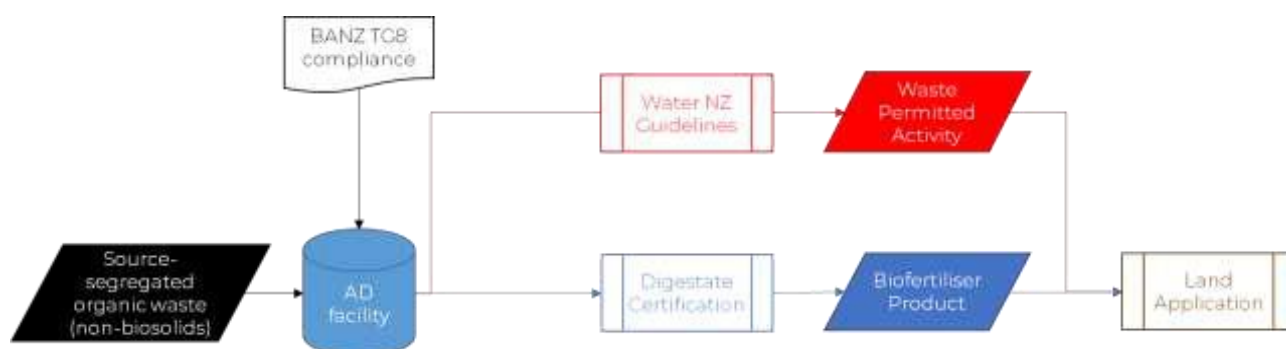 BANZ TG8
compliance
Water NZ
Guidelines
Waste
Permitted
Activity
Source-
segregated
organic waste
(non-biosolids)
AD
facility
Digestate
Certification
Biofertiliser
Product
Land
Application